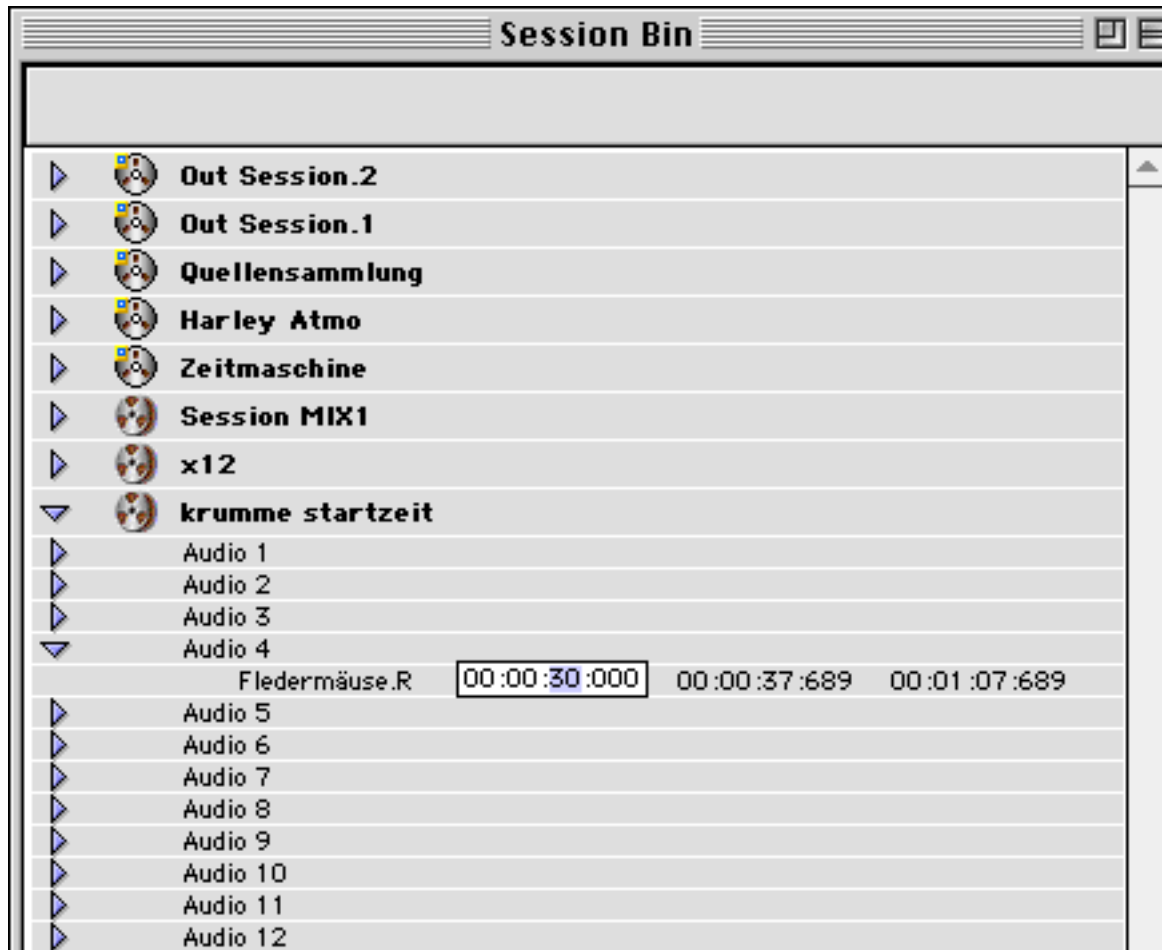 Session Bin
Out Session.2
Out Session.1
Quellensammlung
Harley Atmo
Zeitmaschine
Session MIX1
x12
krumme startzeit
Audio 1
Audio 2
Audio 3
Audio 4
Fledermäuse.R 00:00:30:000 00:00:37:689 00:01:07:689
Audio 5
Audio 6
Audio 7
Audio 8
Audio 9
Audio 10
Audio 11
Audio 12